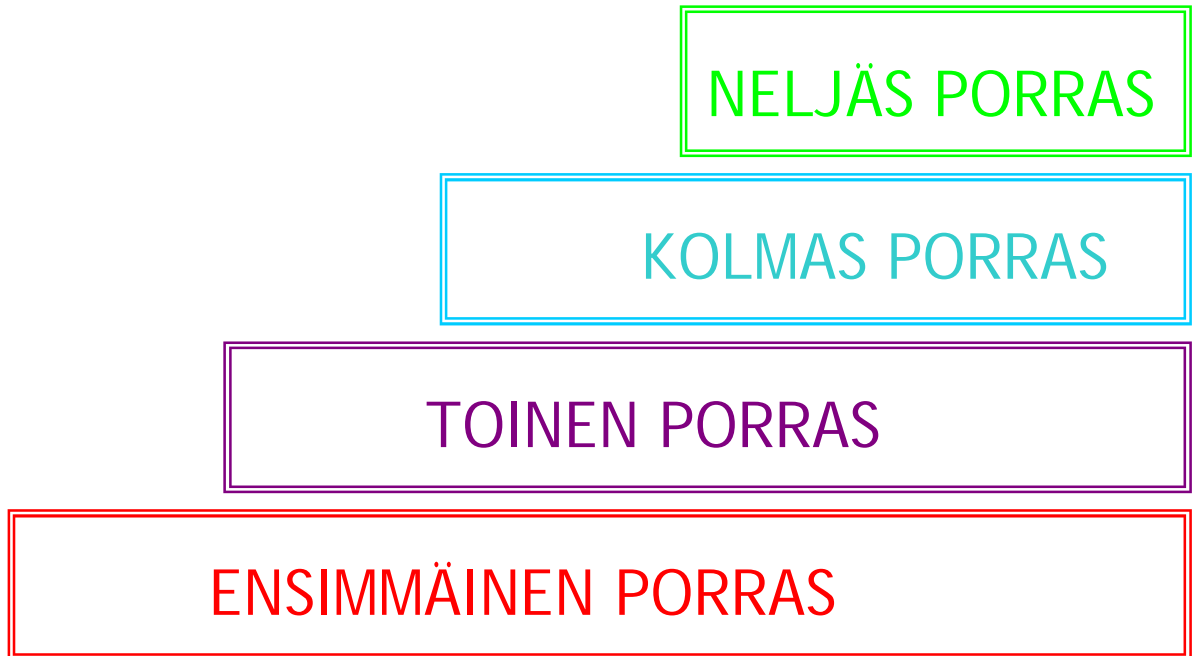 NELJÄS PORRAS
KOLMAS PORRAS
TOINEN PORRAS
ENSIMMÄINEN PORRAS